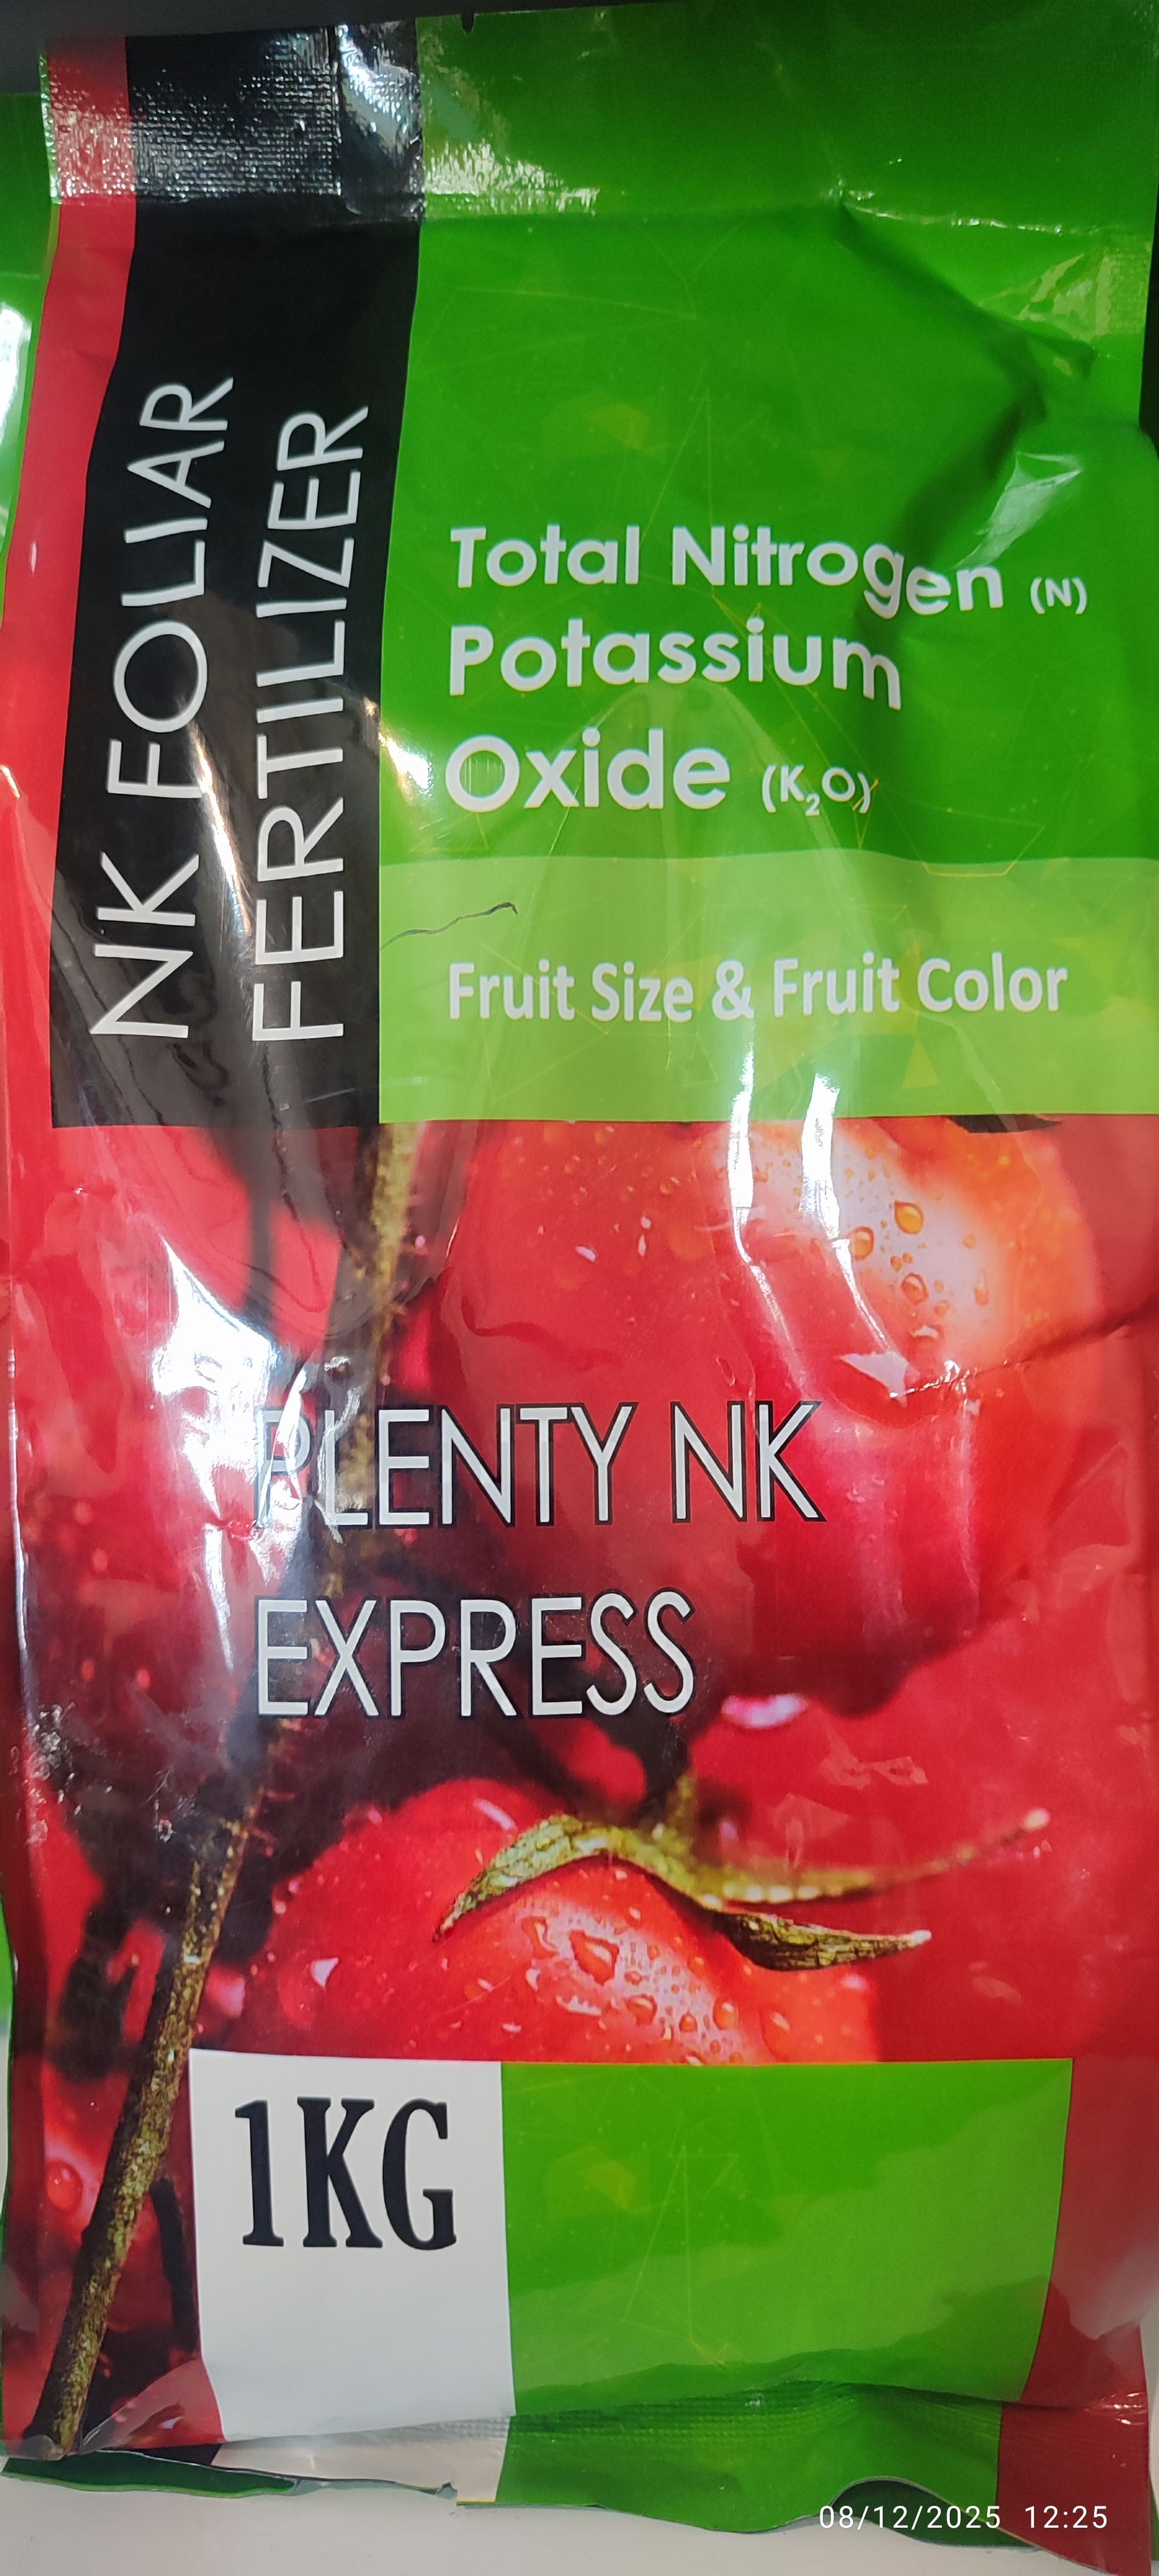 NK FOLIAR
FERTILIZER
Total Nitrogen (N)
Potassium
Oxide (K₂O)
Fruit Size & Fruit Color
PLENTY NK
EXPRESS
1KG
08/12/2025 12:25